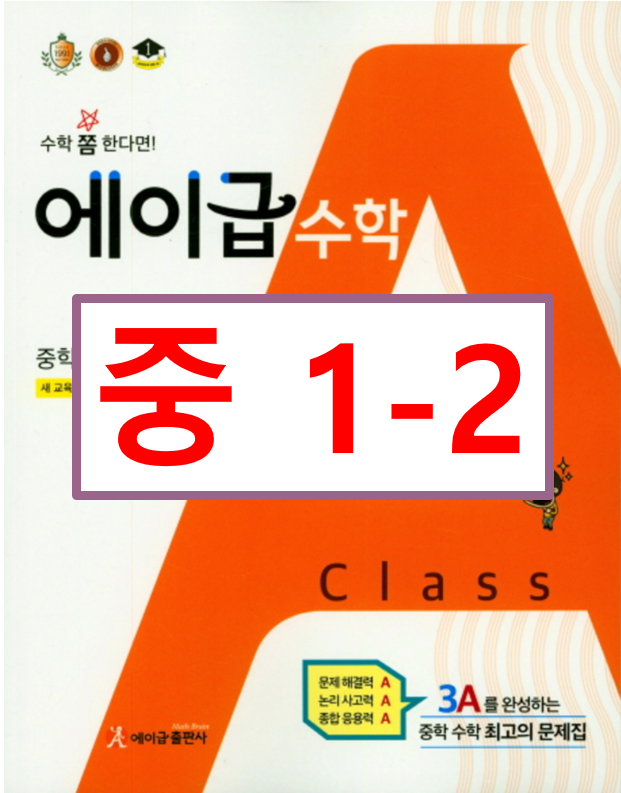 1
수학 쫌 한다면!
에이급 수학
중학
새 교육
중 1-2
Class
문제 해결력 A
논리 사고력 A
종합 응용력 A
3A를 완성하는
중학 수학 최고의 문제집
Math Brain
에이급출판사